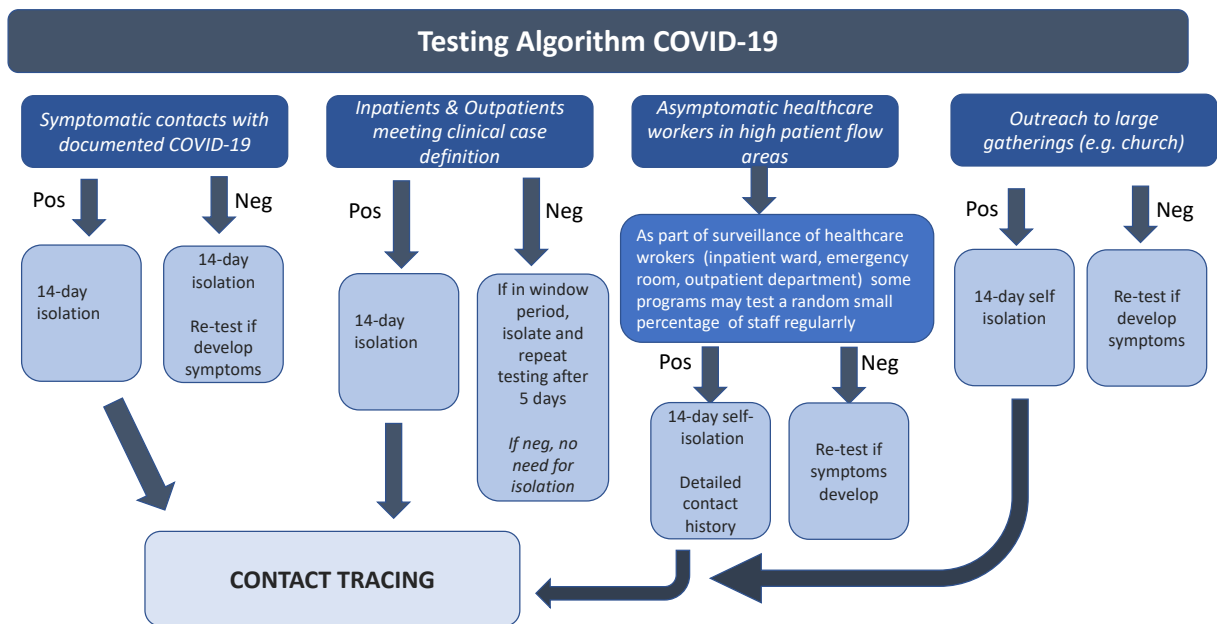 Testing Algorithm COVID-19
Symptomatic contacts with
documented COVID-19
Pos
Neg
14-day
isolation
14-day
isolation
Re-test if
develop
symptoms
Inpatients & Outpatients
meeting clinical case
definition
Pos
Neg
14-day
isolation
If in window
period,
isolate and
repeat
testing after
5 days
If neg, no
need for
isolation
Asymptomatic healthcare
workers in high patient flow
areas
As part of surveillance of healthcare
wrokers (inpatient ward, emergency
room, outpatient department) some
programs may test a random small
percentage of staff regularrly
Pos
Neg
14-day self-
isolation
Detailed
contact
history
Re-test if
symptoms
develop
Outreach to large
gatherings (e.g. church)
Pos
Neg
14-day self
isolation
Re-test if
develop
symptoms
CONTACT TRACING